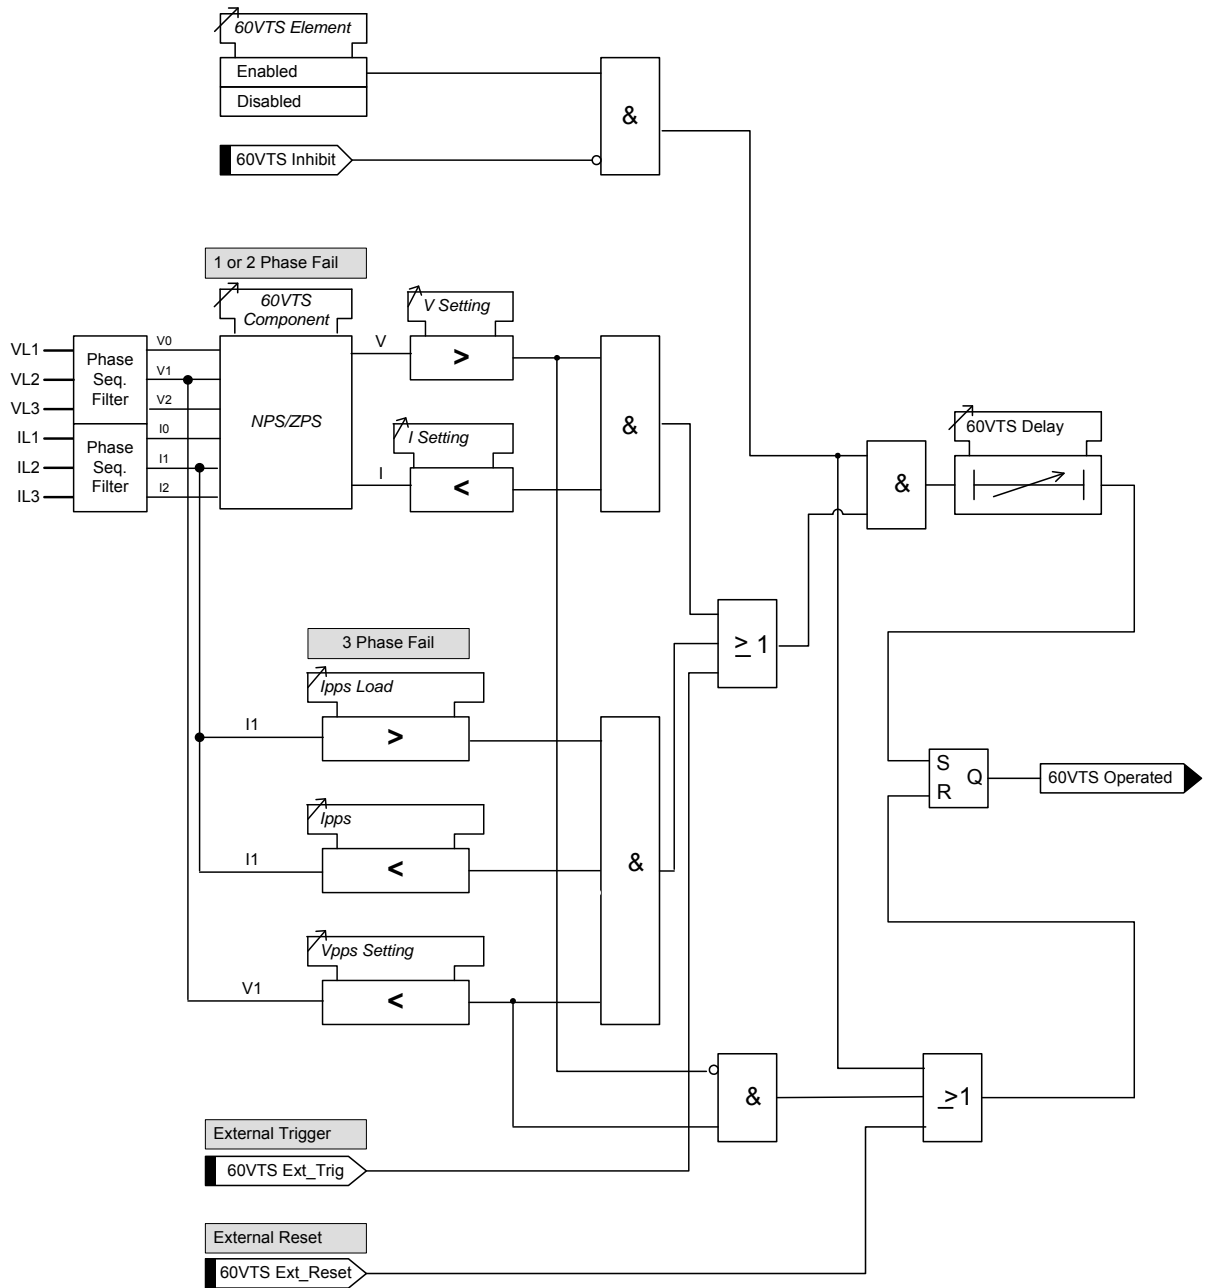 60VTS Element
Enabled
Disabled
&
60VTS Inhibit
1 or 2 Phase Fail
60VTS
Component
V Setting
VL1
VL2
VL3
IL1
IL2
IL3
Phase
Seq.
Filter
Phase
Seq.
Filter
V0
V1
V2
I0
I1
I2
NPS/ZPS
V
>
I Setting
I
<
&
60VTS Delay
&
3 Phase Fail
Ipps Load
I1
>
≥ 1
Ipps
I1
<
&
S
R
Q
60VTS Operated
Vpps Setting
V1
<
&
≥1
External Trigger
60VTS Ext_Trig
External Reset
60VTS Ext_Reset